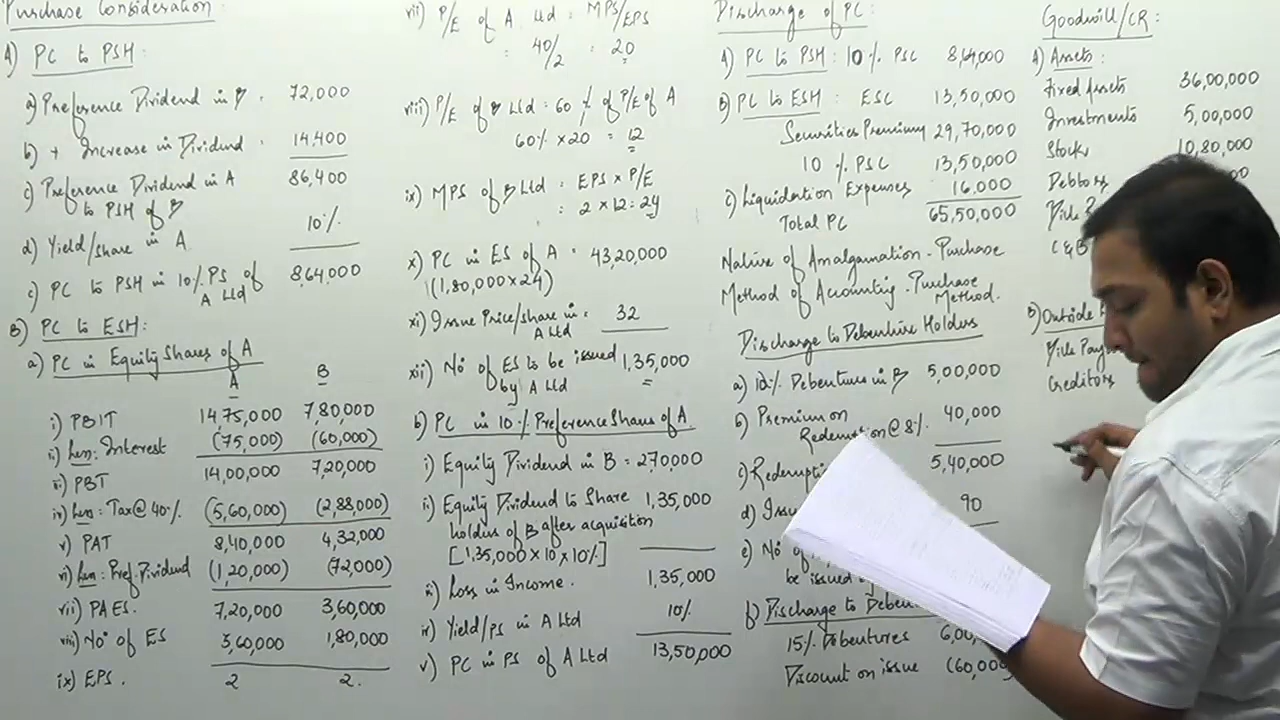 Purchase Consideration:
A) PC to PSH:
a) Preference Dividend in B. 72,000
b) + Increase in Dividend. 14,400
c) Preference Dividend in A 86,400
to PSH of B
d) Yield/share in A 10%
e) PC to PSH in 10% PS of 8,64,000
A Ltd
B) PC to ESH:
a) PC in Equity Shares of A
A B
i) PBIT 14,75,000 7,80,000
ii) Less: Interest (75,000) (60,000)
iii) PBT 14,00,000 7,20,000
iv) Less: Tax@ 40% (5,60,000) (2,88,000)
v) PAT 8,40,000 4,32,000
vi) Less: Pref. Dividend (1,20,000) (72,000)
vii) PAES. 7,20,000 3,60,000
viii) No of ES 3,60,000 1,80,000
ix) EPS. 2 2.
vii) P/E of A Ltd = MPS/EPS
: 40/2 = 20
viii) P/E of B Ltd = 60% of P/E of A
60% × 20 = 12
ix) MPS of B Ltd = EPS × P/E
: 2 × 12 = 24
x) PC in ES of A = 43,20,000
(1,80,000×24)
xi) Issue Price/share in = 32
A Ltd
xii) No of ES to be issued 1,35,000
by A Ltd
b) PC in 10% Preference Shares of A
i) Equity Dividend in B = 270,000
ii) Equity Dividend to Share 1,35,000
holders of B after acquisition
[1,35,000×10×10%]
iii) Loss in Income. 1,35,000
iv) Yield/ps in A Ltd 10%
v) PC in PS of A Ltd 13,50,000
Discharge of PC:
A) PC to PSH: 10% PSC 8,64,000
B) PC to ESH: ESC 13,50,000
Securities Premium 29,70,000
10% PSC 13,50,000
c) Liquidation Expenses 16,000
Total PC 65,50,000
Nature of Amalgamation - Purchase
Method of Accounting - Purchase
Method.
Discharge to Debenture Holders
a) 10% Debentures in B 5,00,000
b) Premium on 40,000
Redemption @ 8%
c) Redemption 5,40,000
d) 90
e) No
be issued
f) Discharge to
15% Debentures
Discount on issue
Goodwill/CR:
A) Assets:
Fixed Assets 36,00,000
Investments 5,00,000
Stock 10,80,000
Debtors
C&B
B) Outside
Creditors